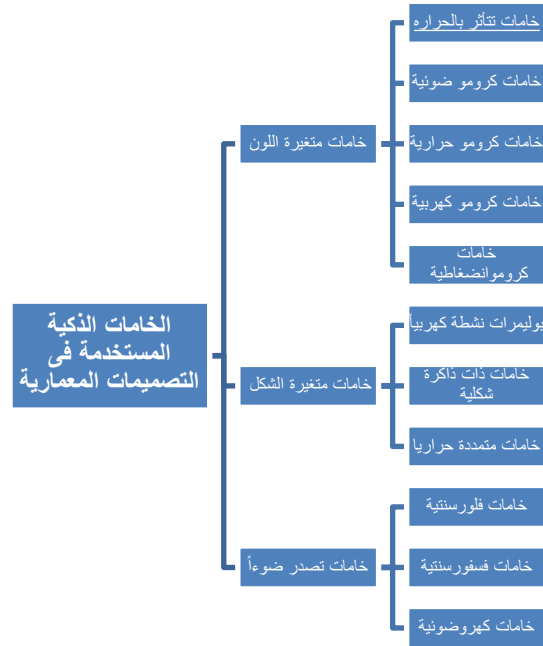 الخامات الذكية
المستخدمة فى
التصميمات المعمارية
خامات متغيرة اللون
خامات تتأثر بالحراره
خامات كرومو ضوئية
خامات كرومو حرارية
خامات كرومو كهربية
خامات
كروموانضغاطية
خامات متغيرة الشكل
بوليمرات نشطة كهربياً
خامات ذات ذاكرة
شكلية
خامات متمددة حراريا
خامات تصدر ضوءاً
خامات فلورسنتية
خامات فسفورسنتية
خامات كهروضوئية